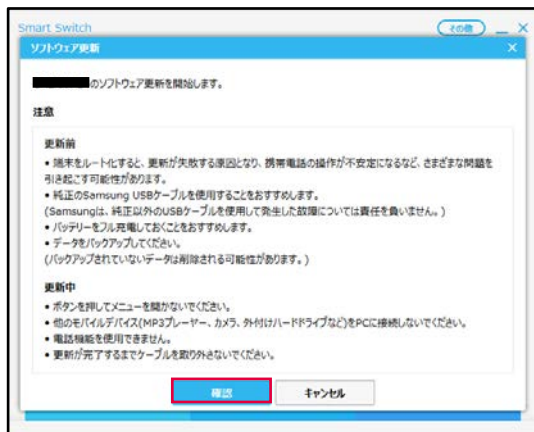 Smart Switch
その他
ソフトウェア更新
のソフトウェア更新を開始します。
注意
更新前
• 端末をルート化すると、更新が失敗する原因となり、携帯電話の操作が不安定になるなど、さまざまな問題を
引き起こす可能性があります。
• 純正のSamsung USBケーブルを使用することをおすすめします。
(Samsungは、純正以外のUSBケーブルを使用して発生した故障については責任を負いません。)
• バッテリーをフル充電しておくことをおすすめします。
• データをバックアップしてください。
(バックアップされていないデータは削除される可能性があります。)
更新中
• ボタンを押してメニューを開かないでください。
• 他のモバイルデバイス(MP3プレーヤー、カメラ、外付けハードドライブなど)をPCに接続しないでください。
• 電話機能を使用できません。
• 更新が完了するまでケーブルを取り外さないでください。
確認
キャンセル